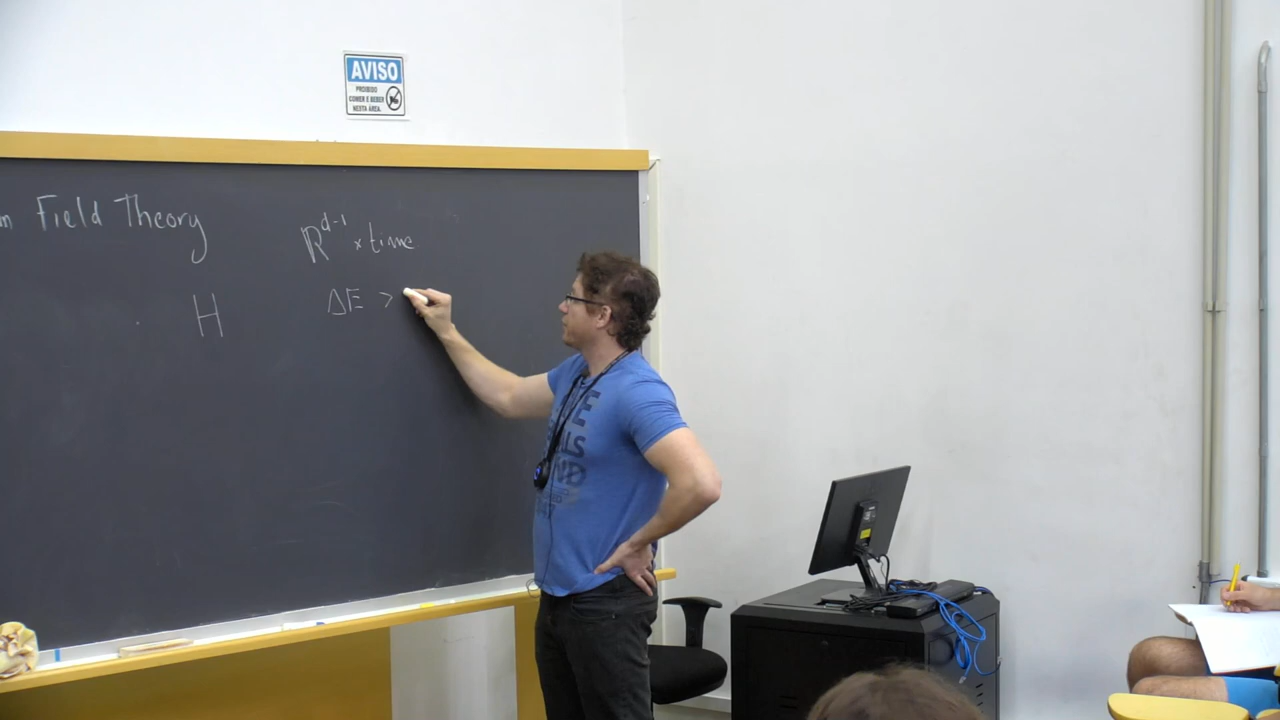 AVISO
PROIBIDO
COMER E BEBER
NESTA ÁREA.
m Field Theory
ℝ^{d-1} × time
H
ΔE >